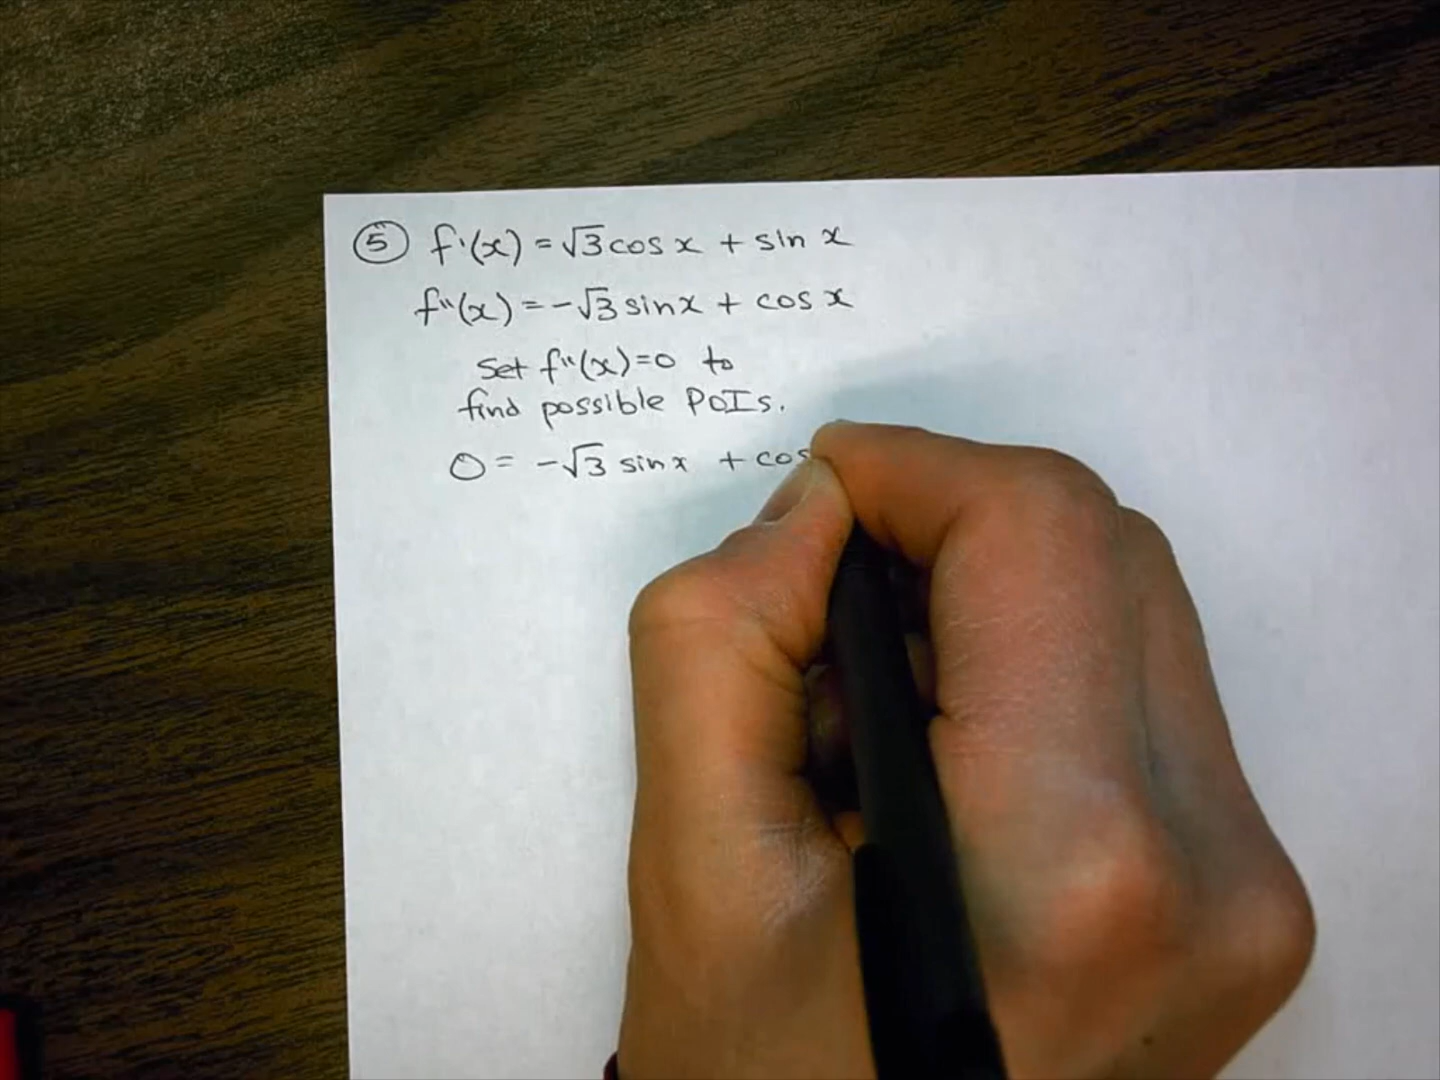 ⑤ f'(x) = √3 cos x + sin x
f''(x) = -√3 sin x + cos x
Set f''(x) = 0 to
find possible POIs.
0 = -√3 sin x + cos